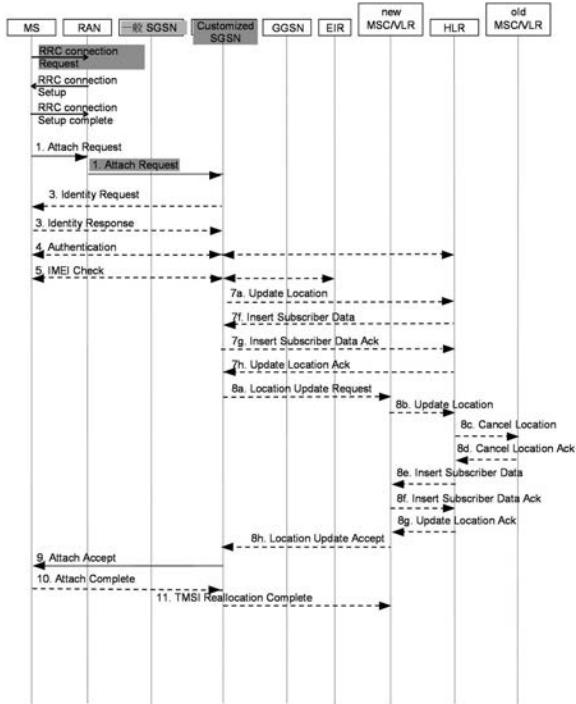 new
old
MS
RAN
一般 SGSN
Customized
SGSN
GGSN
EIR
MSC/VLR
HLR
MSC/VLR
RRC connection
Request
RRC connection
Setup
RRC connection
Setup complete
1. Attach Request
1. Attach Request
3. Identity Request
3. Identity Response
4. Authentication
5. IMEI Check
7a. Update Location
7f. Insert Subscriber Data
7g. Insert Subscriber Data Ack
7h. Update Location Ack
8a. Location Update Request
8b. Update Location
8c. Cancel Location
8d. Cancel Location Ack
8e. Insert Subscriber Data
8f. Insert Subscriber Data Ack
8g. Update Location Ack
8h. Location Update Accept
9. Attach Accept
10. Attach Complete
11. TMSI Reallocation Complete